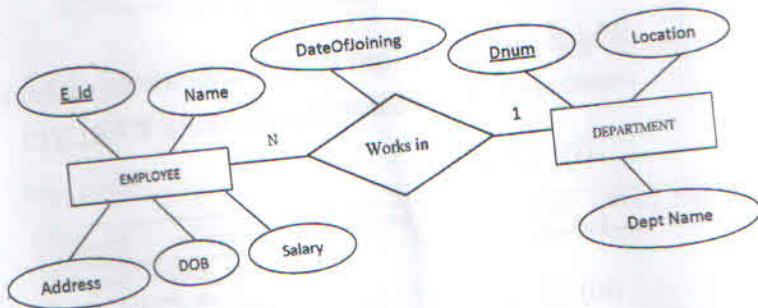 DateOfJoining
Dnum
Location
E_id
Name
N
Works in
1
DEPARTMENT
EMPLOYEE
Dept Name
Address
DOB
Salary